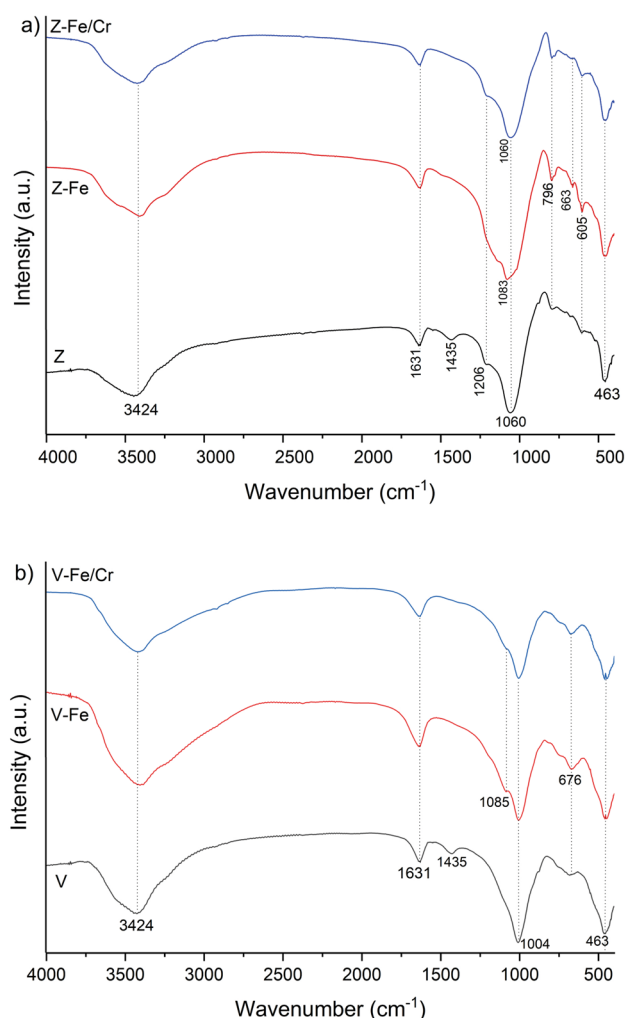 a)
Z-Fe/Cr
Z-Fe
Z
Intensity (a.u.)
1060
796
663
605
1083
1631
1435
1206
3424
1060
463
4000 3500 3000 2500 2000 1500 1000 500
Wavenumber (cm⁻¹)
b)
V-Fe/Cr
V-Fe
V
Intensity (a.u.)
1085
676
1631
1435
3424
1004
463
4000 3500 3000 2500 2000 1500 1000 500
Wavenumber (cm⁻¹)